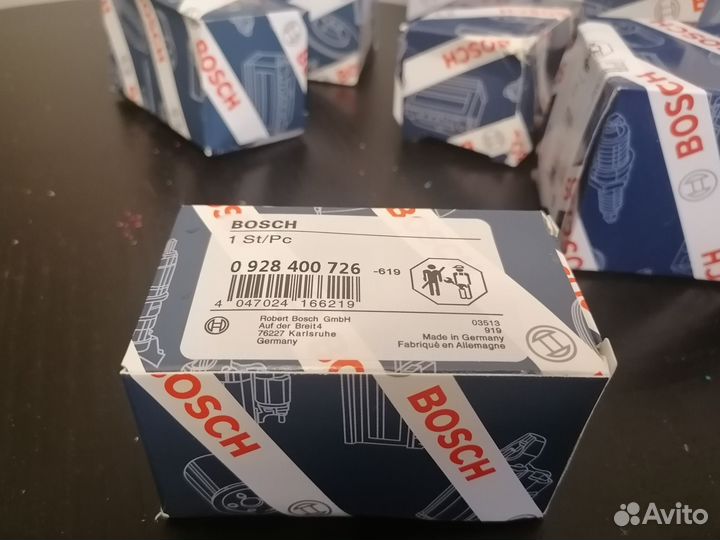 BOSCH
BOSCH
BOSCH
BOSCH
1 St/Pc
0 928 400 726 -619
4 047024 166219
Robert Bosch GmbH
Auf der Breit4
76227 Karlsruhe
Germany
03513
919
Made in Germany
Fabriqué en Allemagne
BOSCH
BOSCH
Avito